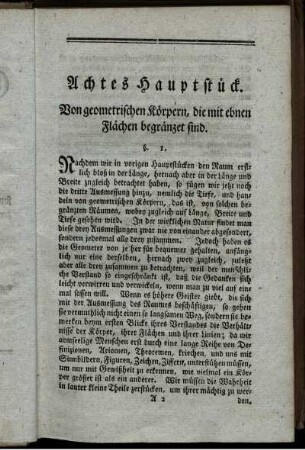 Achtes Hauptstück.
Von geometrischen Körpern, die mit ebnen
Flächen begränzet sind.
§. 1.
Nachdem wir in vorigen Hauptstücken den Raum erst-
lich bloß in der Länge, hernach aber in der Länge und
Breite zugleich betrachtet haben, so fügen wir jetzt noch
die dritte Ausmessung hinzu, nemlich die Tiefe, und han-
deln von geometrischen Körpern, das ist, von solchen be-
gränzten Räumen, wobey zugleich auf Länge, Breite und
Tiefe gesehen wird. In der wirklichen Natur findet man
diese drey Ausmessungen zwar nie von einander abgesondert,
sondern jedesmal alle drey zusammen. Jedoch haben es
die Geometer von je her für bequemer gehalten, anfäng-
lich nur eine derselben, hernach zwey zugleich, zuletzt
aber alle drey zusammen zu betrachten, weil der menschli-
che Verstand so eingeschränkt ist, daß die Gedanken sich
leicht verwirren und verwickeln, wenn man zu viel auf eine
mal fassen will. Wenn es höhere Geister giebt, die sich
mit der Ausmessung des Raumes beschäftigen, so gehen
sie vermuthlich nicht einen so langsamen Weg, sondern sie be-
merken beym ersten Blicke ihres Verstandes die Verhält-
nisse der Körper, ihrer Flächen und ihrer Linien; da wir
armselige Menschen erst durch eine lange Reihe von De-
finizionen, Axiomen, Theoremen, kriechen, und uns mit
Sinnbildern, Figuren, Zeichen, Ziffern, unterstützen müssen,
um nur mit Gewißheit zu erkennen, wie vielmal ein Kör-
per grösser ist als ein anderer. Wir müssen die Wahrheit
in lauter kleine Theile zerstücken, um ihrer mächtig zu wer-
A 2 den,